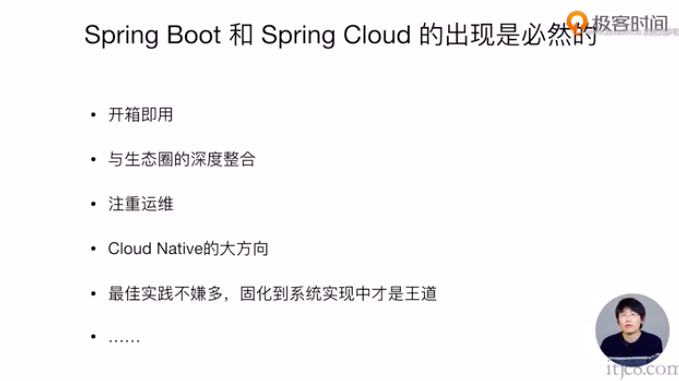 极客时间
Spring Boot 和 Spring Cloud 的出现是必然的
• 开箱即用
• 与生态圈的深度整合
• 注重运维
• Cloud Native的大方向
• 最佳实践不嫌多，固化到系统实现中才是王道
• ……
itjc8.com